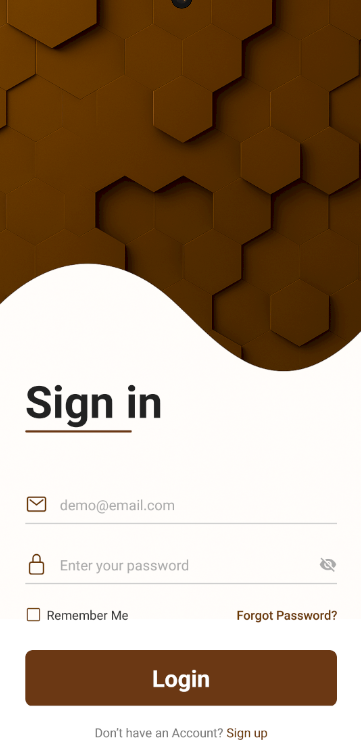 Sign in
demo@email.com
Enter your password
Remember Me Forgot Password?
Login
Don’t have an Account? Sign up